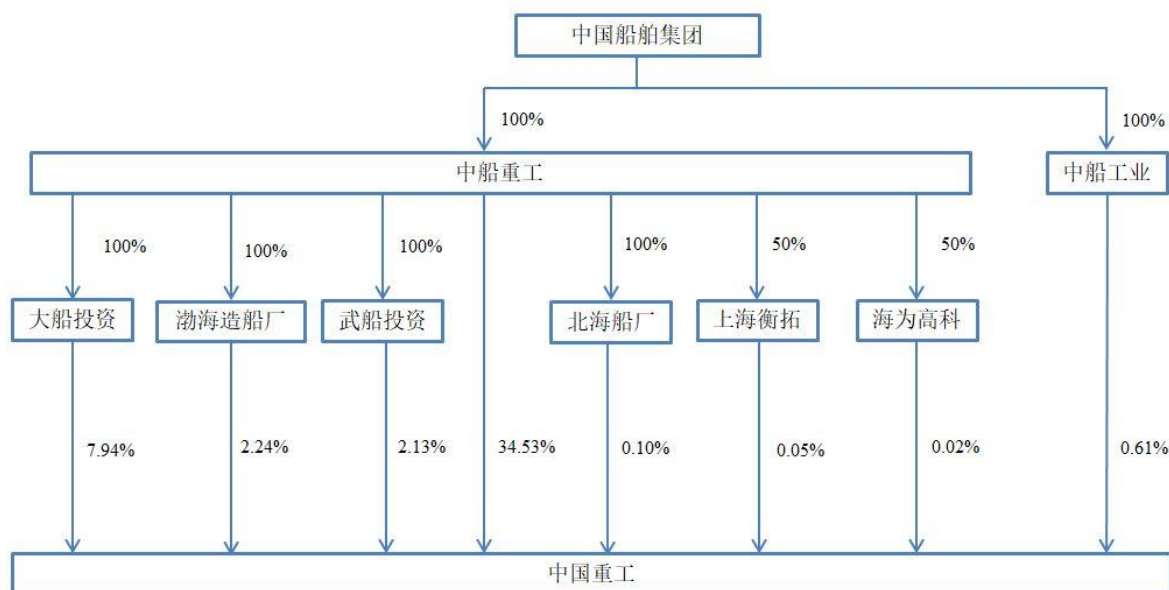 中国船舶集团
100%
100%
中船重工
中船工业
100%
100%
100%
100%
50%
50%
大船投资
渤海造船厂
武船投资
北海船厂
上海衡拓
海为高科
7.94%
2.24%
2.13%
34.53%
0.10%
0.05%
0.02%
0.61%
中国重工